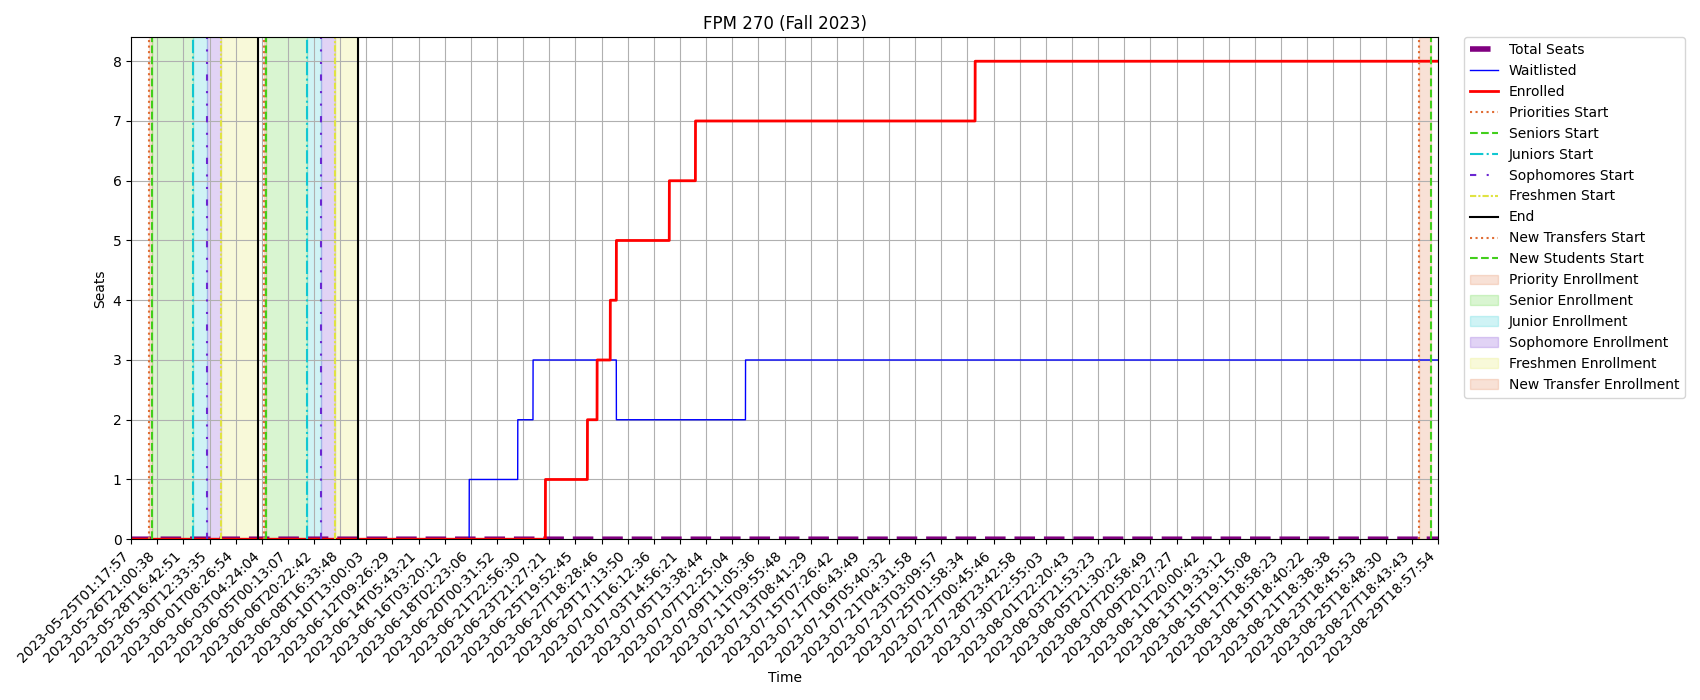 FPM 270 (Fall 2023)
Seats
8
7
6
5
4
3
2
1
0
2023-05-25T01:17:57
2023-05-26T21:00:38
2023-05-28T16:42:51
2023-05-30T12:33:35
2023-06-01T08:26:54
2023-06-03T04:24:04
2023-06-05T00:13:07
2023-06-06T20:22:42
2023-06-08T16:33:48
2023-06-10T13:00:03
2023-06-12T09:26:29
2023-06-14T05:43:21
2023-06-16T03:20:12
2023-06-18T02:23:06
2023-06-20T00:31:52
2023-06-21T22:56:30
2023-06-23T21:27:21
2023-06-25T19:52:45
2023-06-27T18:28:46
2023-06-29T17:13:50
2023-07-01T16:12:36
2023-07-03T14:56:21
2023-07-05T13:38:44
2023-07-07T12:25:04
2023-07-09T11:05:36
2023-07-11T09:55:48
2023-07-13T08:41:29
2023-07-15T07:26:42
2023-07-17T06:43:49
2023-07-19T05:40:32
2023-07-21T04:31:58
2023-07-23T03:09:57
2023-07-25T01:58:34
2023-07-27T00:45:46
2023-07-28T23:42:58
2023-07-30T22:55:03
2023-08-01T22:20:43
2023-08-03T21:53:23
2023-08-05T21:30:22
2023-08-07T20:58:49
2023-08-09T20:27:27
2023-08-11T20:00:42
2023-08-13T19:33:12
2023-08-15T19:15:08
2023-08-17T18:58:23
2023-08-19T18:40:22
2023-08-21T18:38:38
2023-08-23T18:45:53
2023-08-25T18:48:30
2023-08-27T18:43:43
2023-08-29T18:57:54
Time
Total Seats
Waitlisted
Enrolled
Priorities Start
Seniors Start
Juniors Start
Sophomores Start
Freshmen Start
End
New Transfers Start
New Students Start
Priority Enrollment
Senior Enrollment
Junior Enrollment
Sophomore Enrollment
Freshmen Enrollment
New Transfer Enrollment